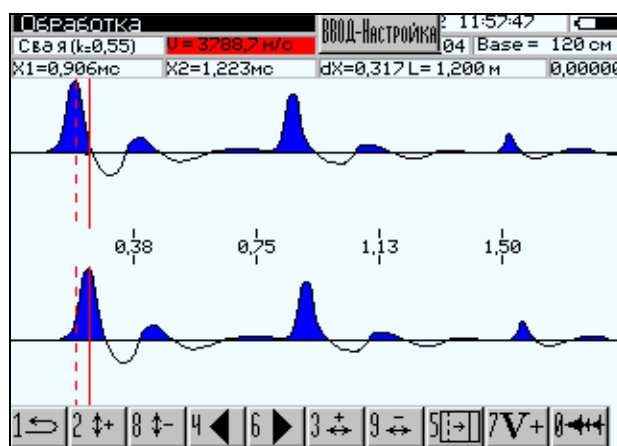 Обработка ВВОД-Настройка 2 11:57:47
Свая(k=0,55) V = 3788,7 м/с 04 Base = 120 см
X1=0,906мс X2=1,223мс dX=0,317 L= 1,200 м 0,00000
0,38 0,75 1,13 1,50
1 2 + 8 - 4 6 3 + 9 - 5 7V+ 0